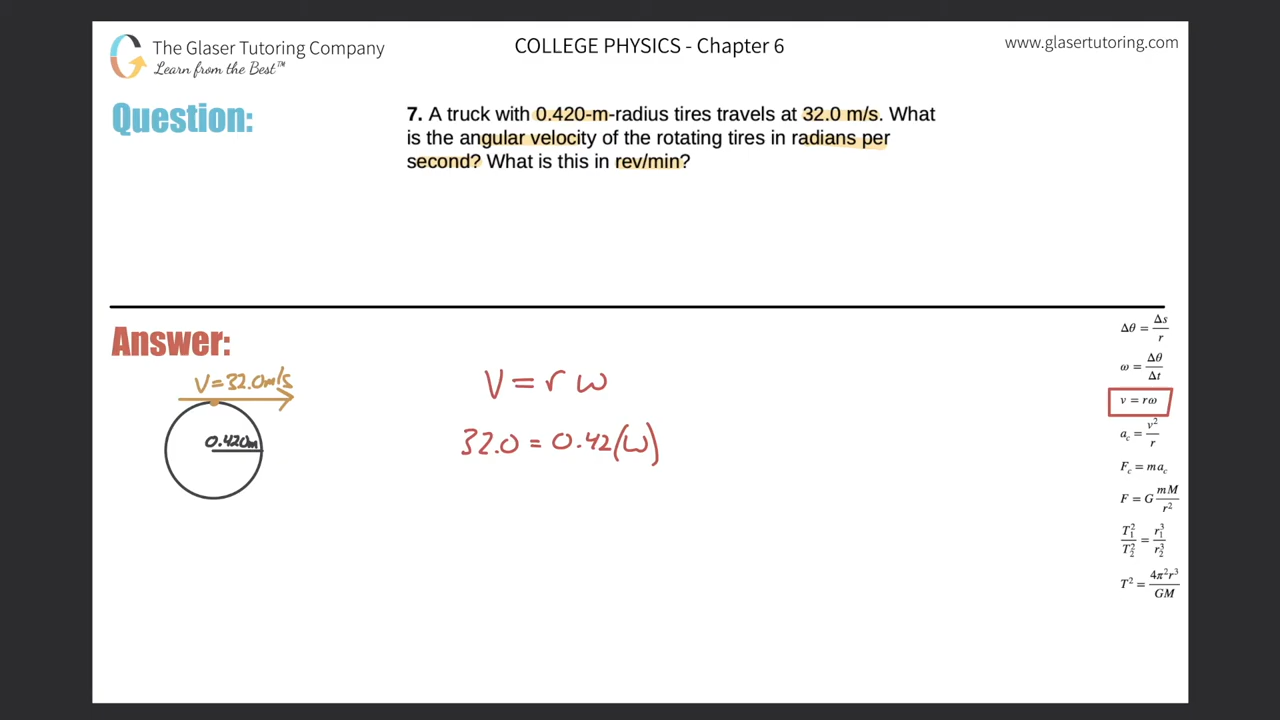 The Glaser Tutoring Company
Learn from the Best™
COLLEGE PHYSICS - Chapter 6
www.glasertutoring.com
Question:
7. A truck with 0.420-m-radius tires travels at 32.0 m/s. What
is the angular velocity of the rotating tires in radians per
second? What is this in rev/min?
Answer:
V = 32.0m/s
0.420m
V = r ω
32.0 = 0.42(ω)
Δθ = Δs/r
ω = Δθ/Δt
v = rω
a_c = v²/r
F_c = ma_c
F = G mM/r²
T₁²/T₂² = r₁³/r₂³
T² = 4π²r³/GM